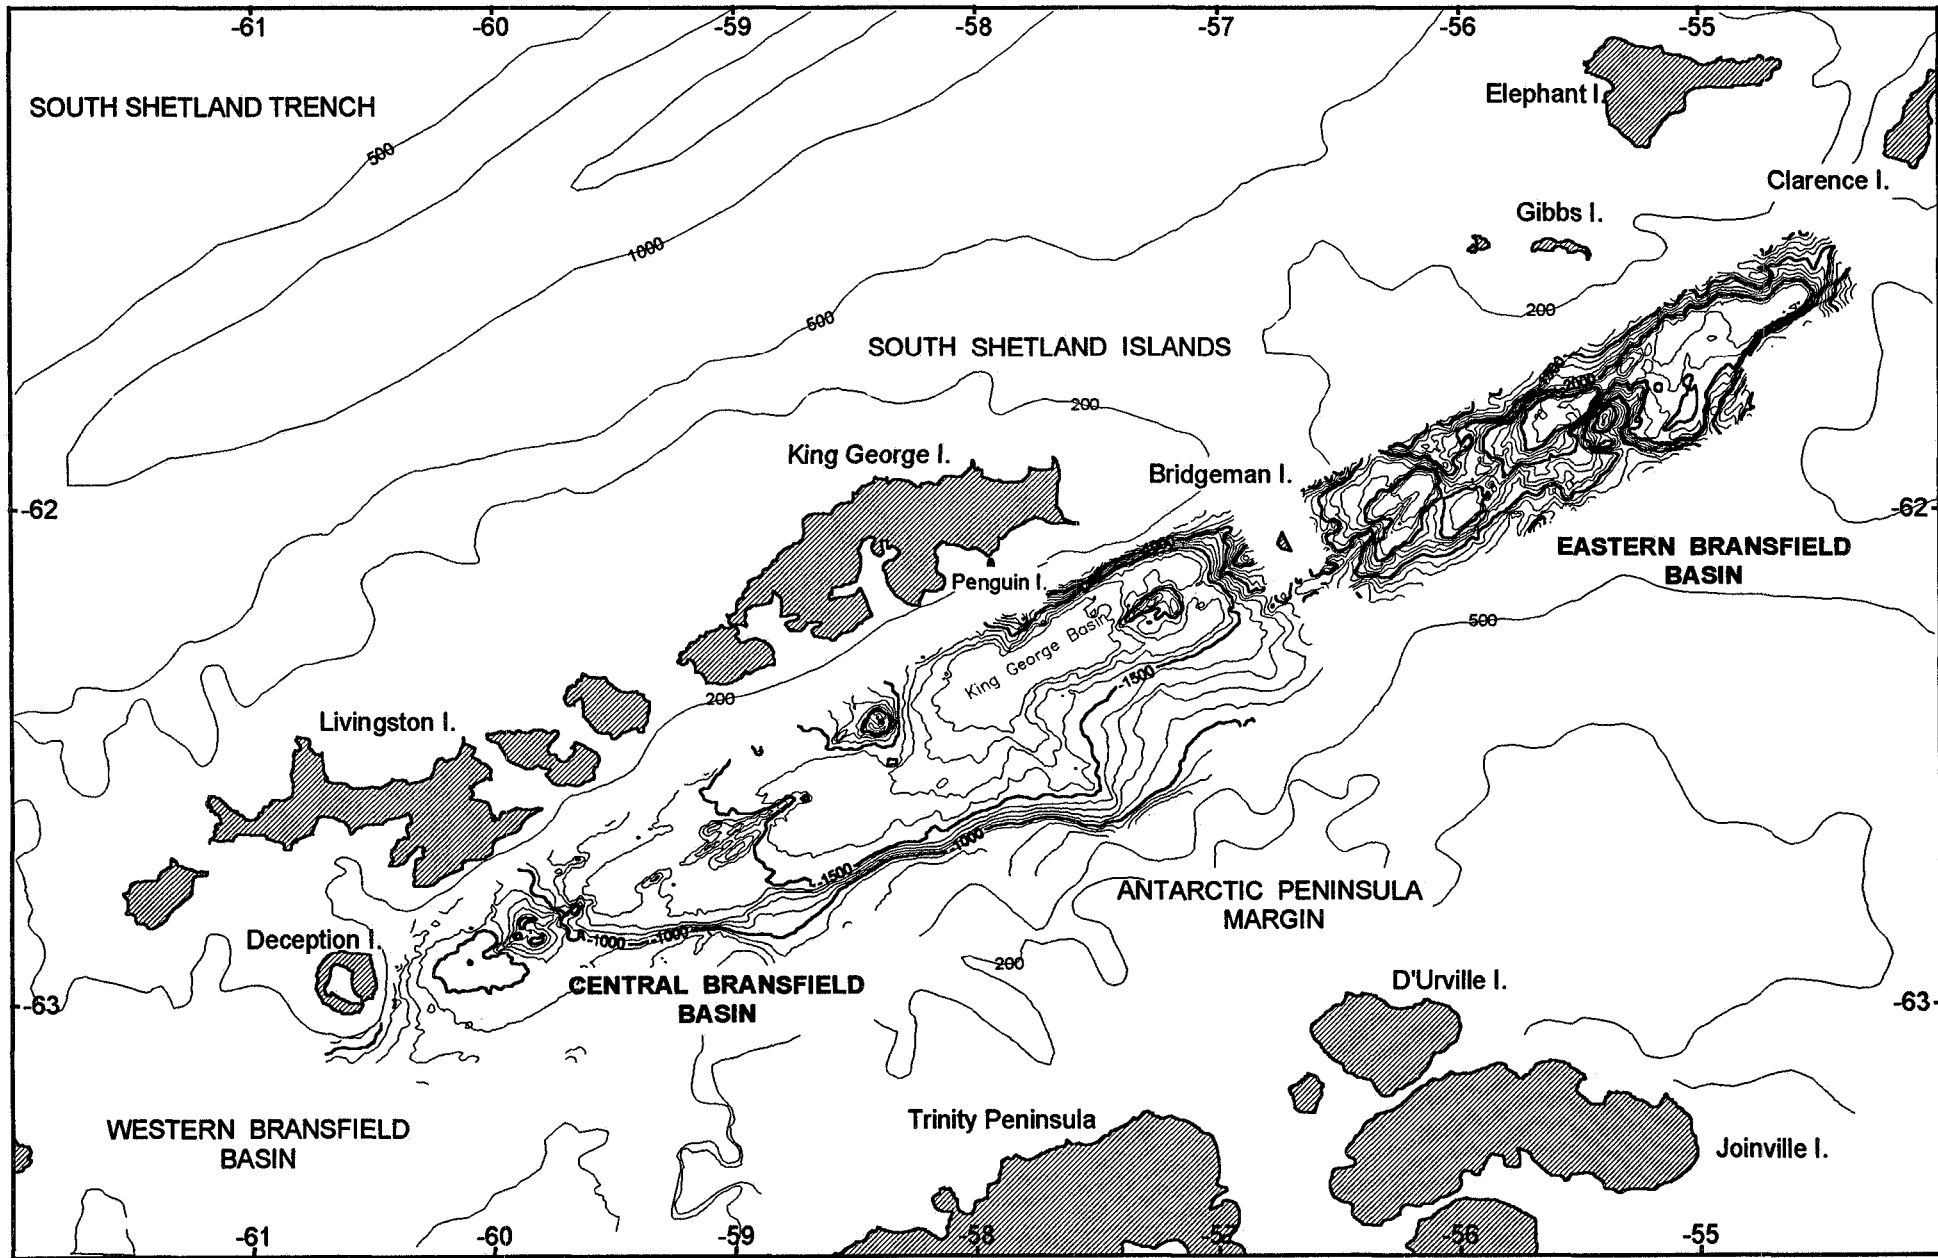 -61 -60 -59 -58 -57 -56 -55
SOUTH SHETLAND TRENCH
Elephant I.
500
Clarence I.
Gibbs I.
1000
200
500
SOUTH SHETLAND ISLANDS
-2000
200
King George I.
Bridgeman I.
-62
-62
EASTERN BRANSFIELD
BASIN
Penguin I.
King George Basin
500
-1500
200
Livingston I.
-1000
-1500
ANTARCTIC PENINSULA
MARGIN
Deception I.
-1000
-1000
200
CENTRAL BRANSFIELD
BASIN
D'Urville I.
-63
-63
WESTERN BRANSFIELD
BASIN
Trinity Peninsula
Joinville I.
-61 -60 -59 -58 -57 -56 -55